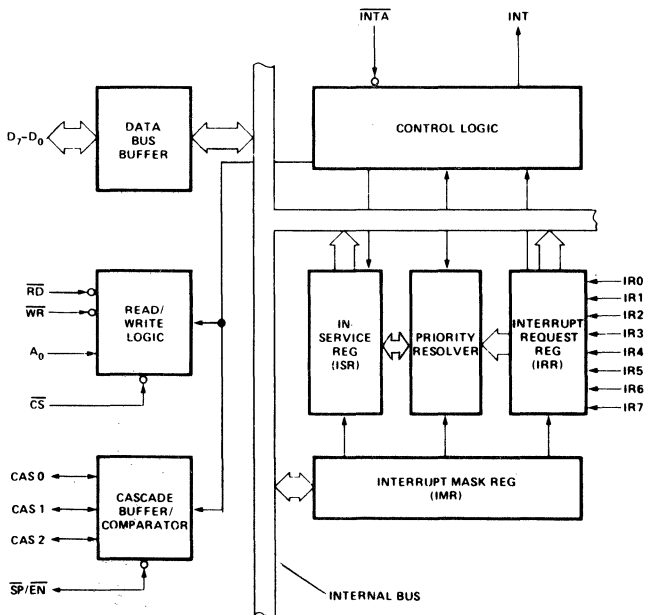 INTA
INT
DATA
BUS
BUFFER
D7-D0
CONTROL LOGIC
RD
WR
A0
CS
READ/
WRITE
LOGIC
IN
SERVICE
REG
(ISR)
PRIORITY
RESOLVER
INTERRUPT
REQUEST
REG
(IRR)
IR0
IR1
IR2
IR3
IR4
IR5
IR6
IR7
CAS 0
CAS 1
CAS 2
SP/EN
CASCADE
BUFFER/
COMPARATOR
INTERRUPT MASK REG
(IMR)
INTERNAL BUS